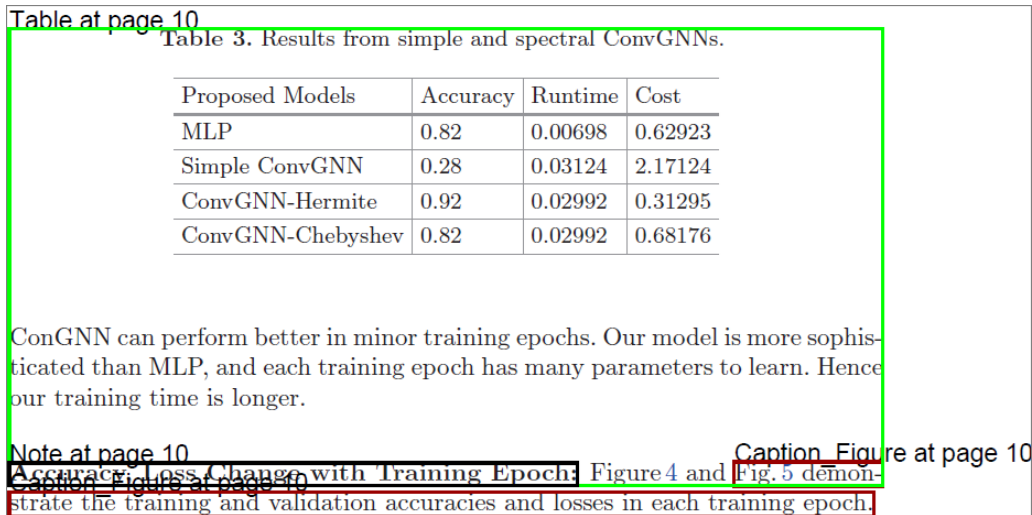 Table at page 10
Table 3. Results from simple and spectral ConvGNNs.
Proposed Models Accuracy Runtime Cost
MLP 0.82 0.00698 0.62923
Simple ConvGNN 0.28 0.03124 2.17124
ConvGNN-Hermite 0.92 0.02992 0.31295
ConvGNN-Chebyshev 0.82 0.02992 0.68176
ConGNN can perform better in minor training epochs. Our model is more sophis-
ticated than MLP, and each training epoch has many parameters to learn. Hence
our training time is longer.
Note at page 10
Caption_Figure at page 10
Accuracy, Loss Change with Training Epoch: Figure 4 and Fig. 5 demon-
Caption_Figure at page 10
strate the training and validation accuracies and losses in each training epoch.